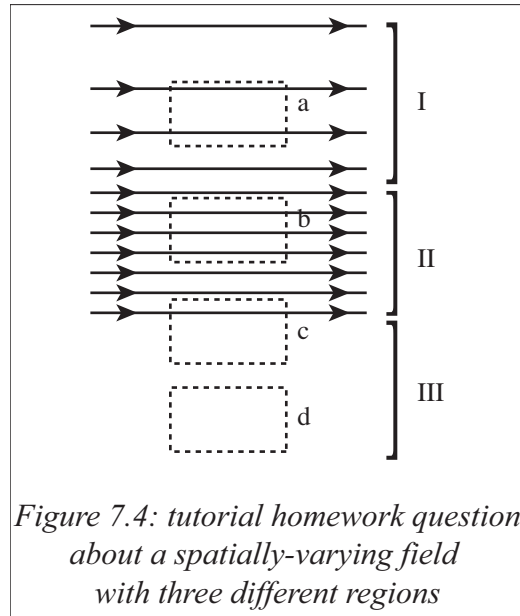 I
a
b
II
c
III
d
Figure 7.4: tutorial homework question
about a spatially-varying field
with three different regions